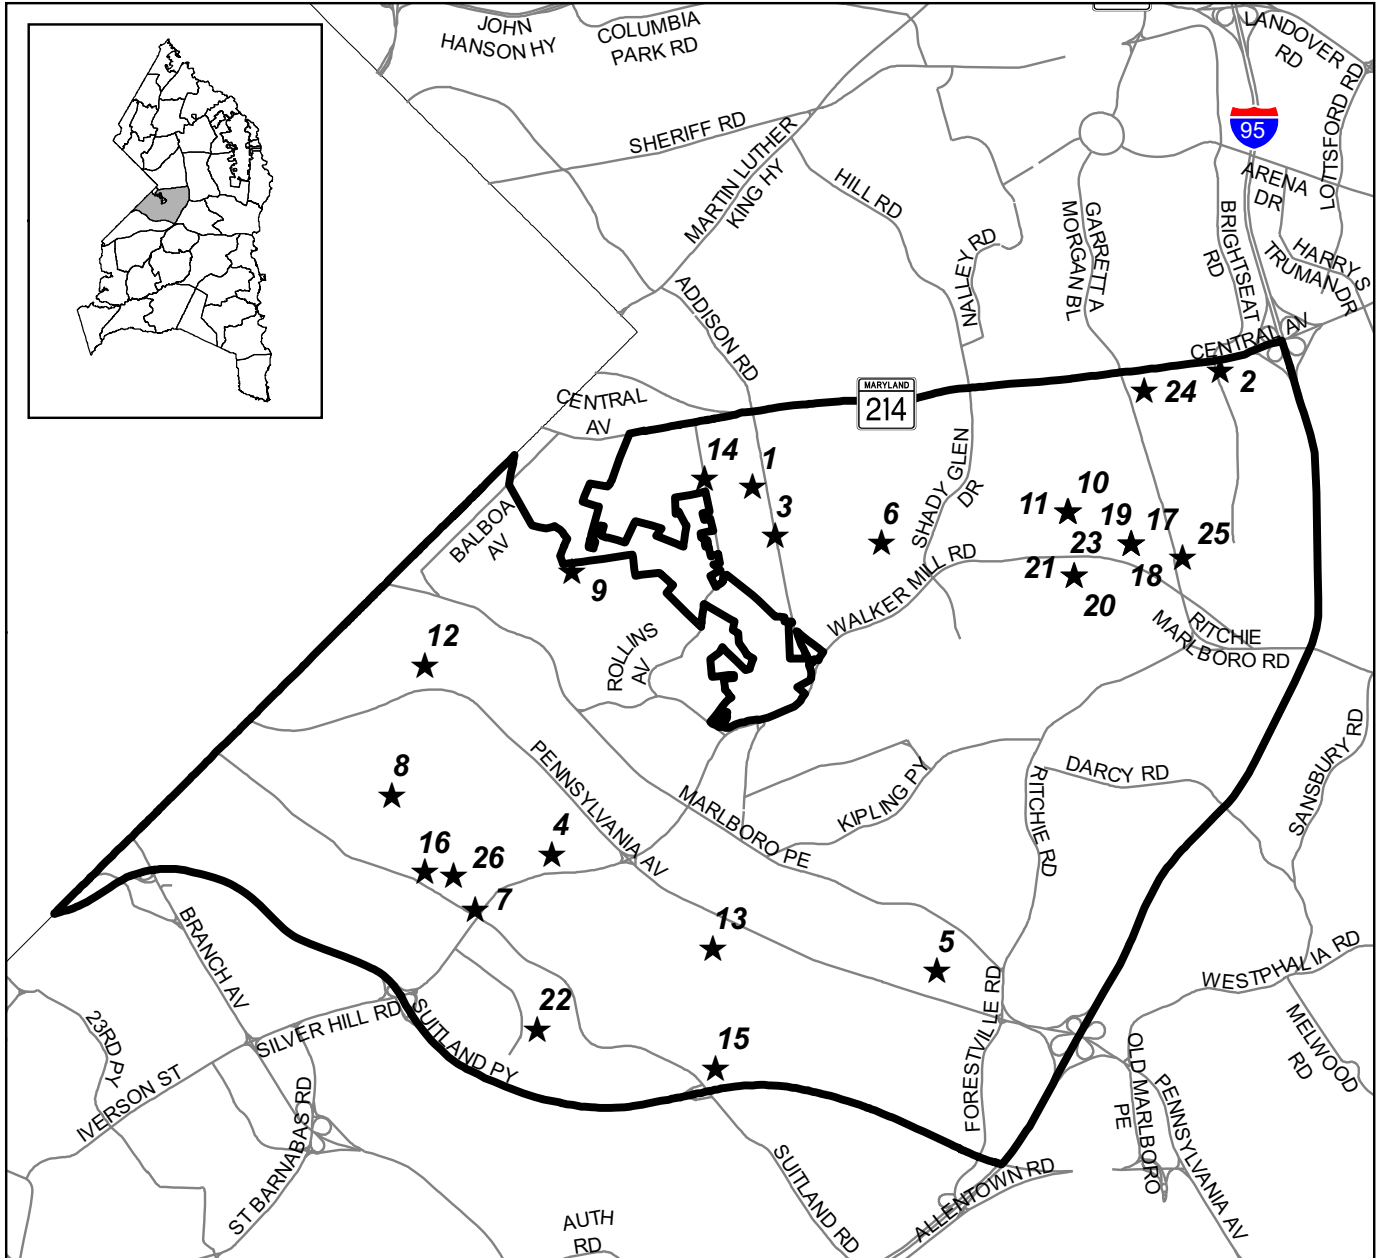 JOHN
HANSON HY
COLUMBIA
PARK RD
LANDOVER
RD
LOTTSFORD RD
95
SHERIFF RD
MARTIN LUTHER
KING HY
HILL RD
ARENA
DR
NALLEY RD
GARRETT A
MORGAN BL
BRIGHTSEAT
RD
HARRY S
TRUMAN DR
ADDISON RD
CENTRAL AV
CENTRAL
AV
MARYLAND
214
24
2
14
1
3
6
SHADY GLEN
DR
10
11
19
17
23
25
18
21
20
BALBOA
AV
9
WALKER MILL RD
RITCHIE
MARLBORO RD
12
ROLLINS
AV
8
PENNSYLVANIA AV
MARLBORO PE
KIPLING PY
RITCHIE RD
DARCY RD
SANSBURY RD
16
26
4
7
13
5
BRANCH AV
WESTPHALIA RD
MELWOOD
RD
23RD PY
SILVER HILL RD
SUITLAND PY
22
15
FORESTVILLE RD
OLD MARLBORO
PE
PENNSYLVANIA AV
IVERSON ST
ST BARNABAS RD
SUITLAND RD
ALLENTOWN RD
AUTH
RD